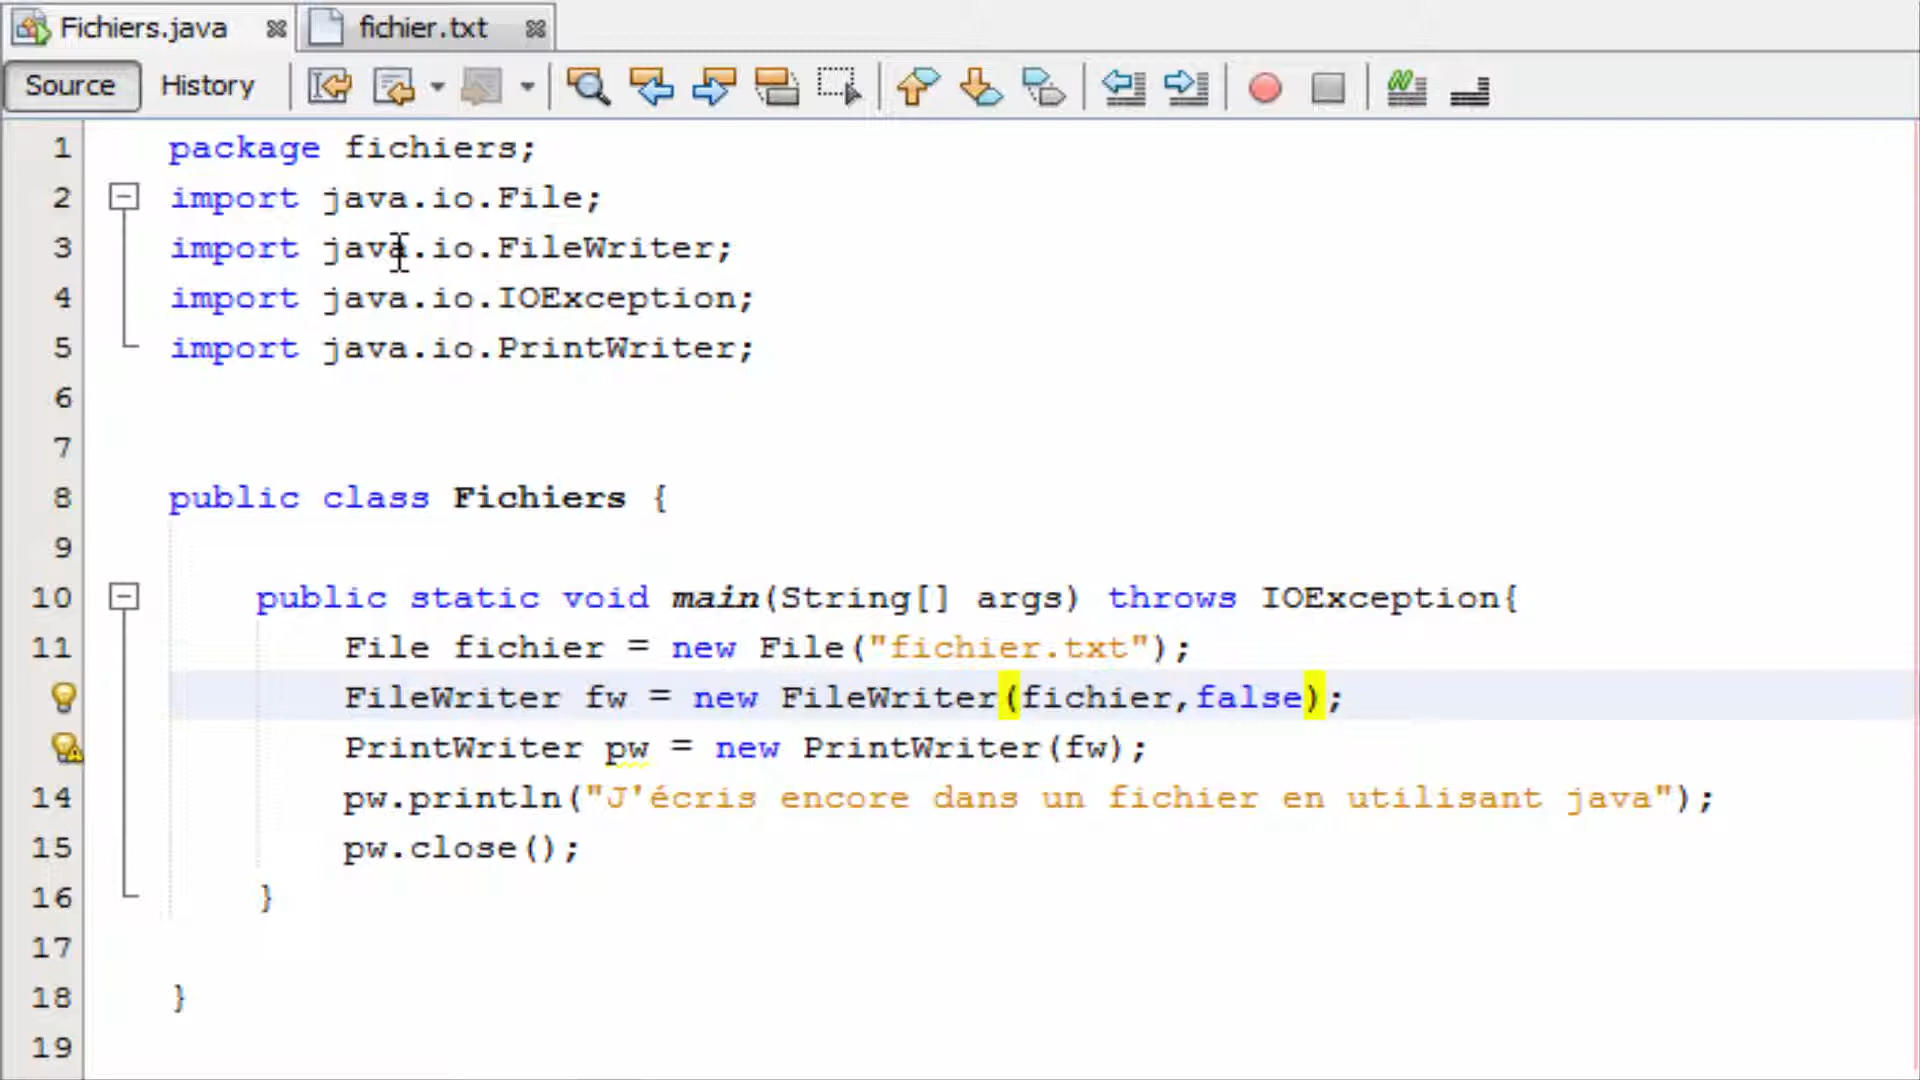 Fichiers.java fichier.txt
Source History
1 package fichiers;
2 import java.io.File;
3 import java.io.FileWriter;
4 import java.io.IOException;
5 import java.io.PrintWriter;
6
7
8 public class Fichiers {
9
10 public static void main(String[] args) throws IOException{
11 File fichier = new File("fichier.txt");
FileWriter fw = new FileWriter(fichier,false);
PrintWriter pw = new PrintWriter(fw);
14 pw.println("J'écris encore dans un fichier en utilisant java");
15 pw.close();
16 }
17
18 }
19